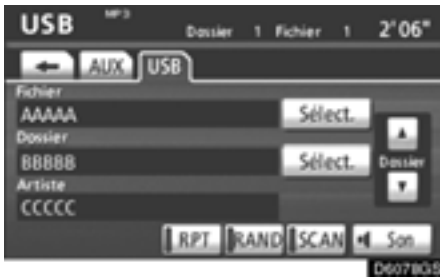 USB MP3 Dossier 1 Fichier 1 2'06"
AUX USB
Fichier
AAAAA Sélect.
Dossier
BBBBB Sélect. Dossier
Artiste
CCCCC
RPT RAND SCAN Son
D6078QS